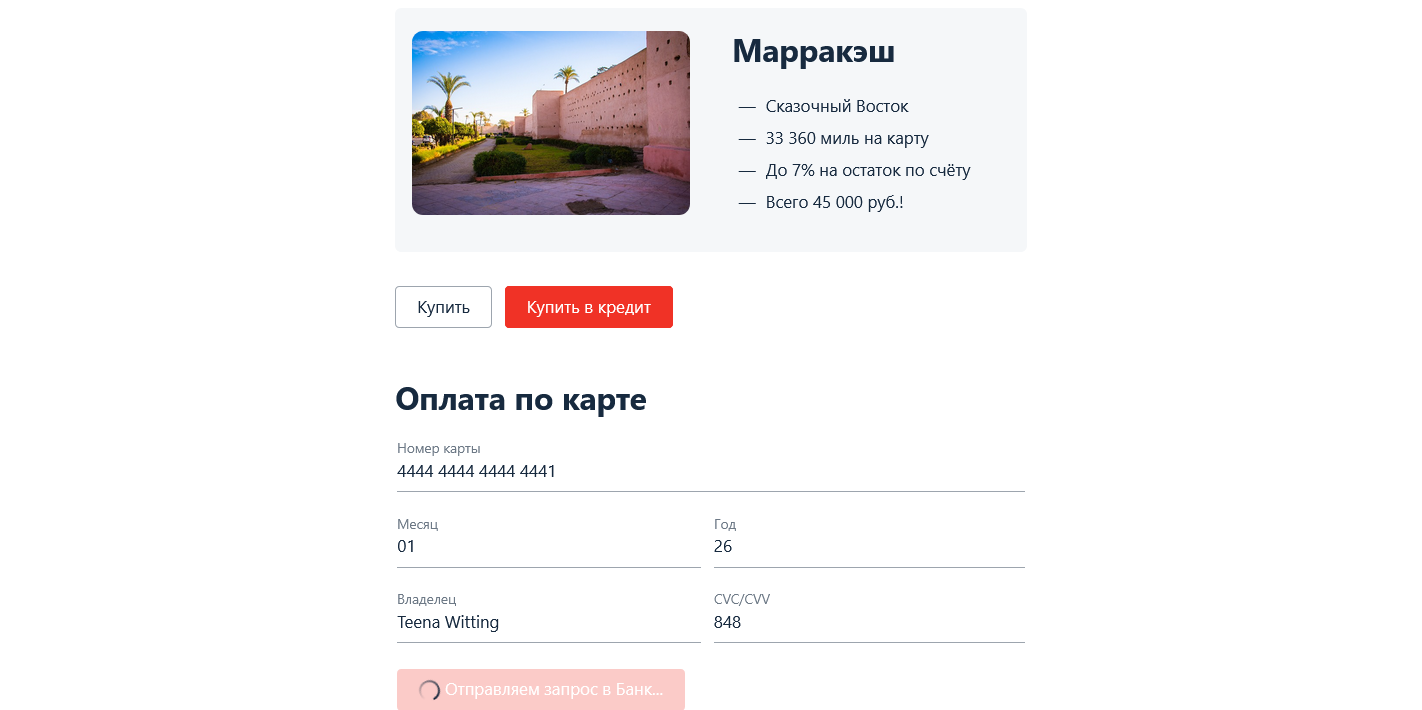 Марракэш
— Сказочный Восток
— 33 360 миль на карту
— До 7% на остаток по счёту
— Всего 45 000 руб.!
Купить
Купить в кредит
Оплата по карте
Номер карты
4444 4444 4444 4441
Месяц
Год
01
26
Владелец
CVC/CVV
Teena Witting
848
Отправляем запрос в Банк...